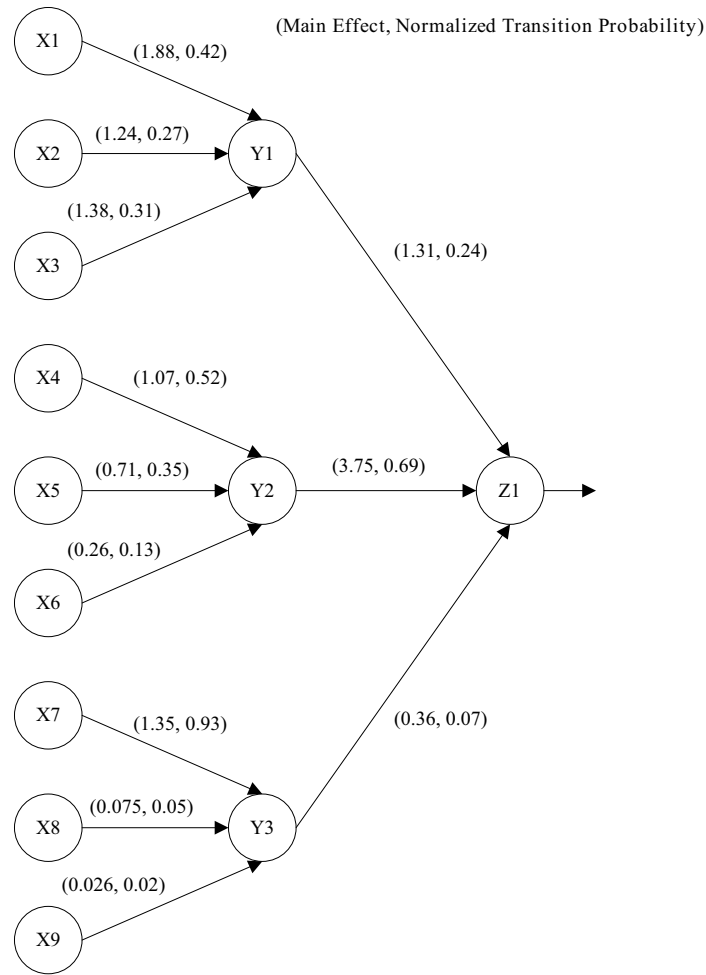 (Main Effect, Normalized Transition Probability)
X1
(1.88, 0.42)
X2
(1.24, 0.27)
Y1
(1.38, 0.31)
X3
(1.31, 0.24)
X4
(1.07, 0.52)
X5
(0.71, 0.35)
Y2
(3.75, 0.69)
Z1
(0.26, 0.13)
X6
X7
(1.35, 0.93)
(0.36, 0.07)
X8
(0.075, 0.05)
Y3
(0.026, 0.02)
X9